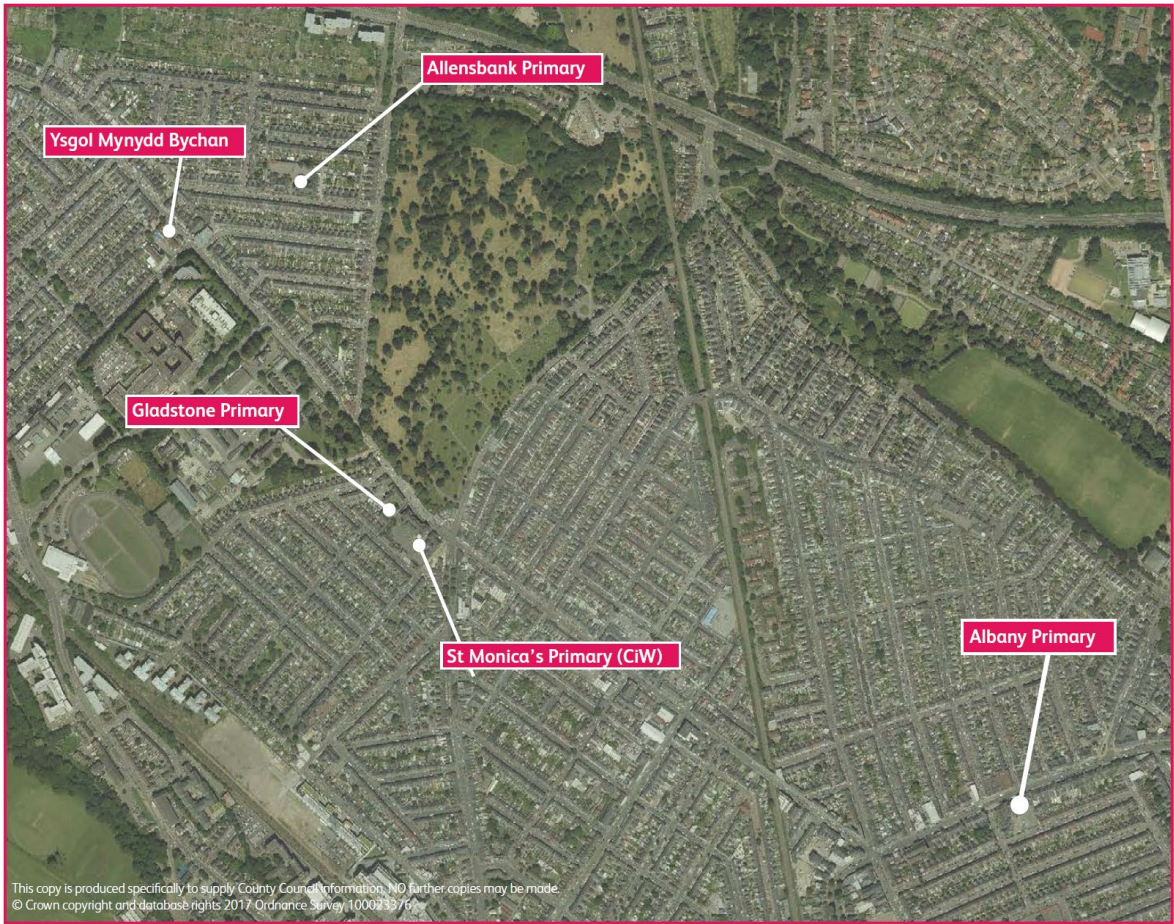 Allensbank Primary
Ysgol Mynydd Bychan
Gladstone Primary
St Monica's Primary (CiW)
Albany Primary
This copy is produced specifically to supply County Council information, NO further copies may be made.
© Crown copyright and database rights 2017 Ordnance Survey 100023376.